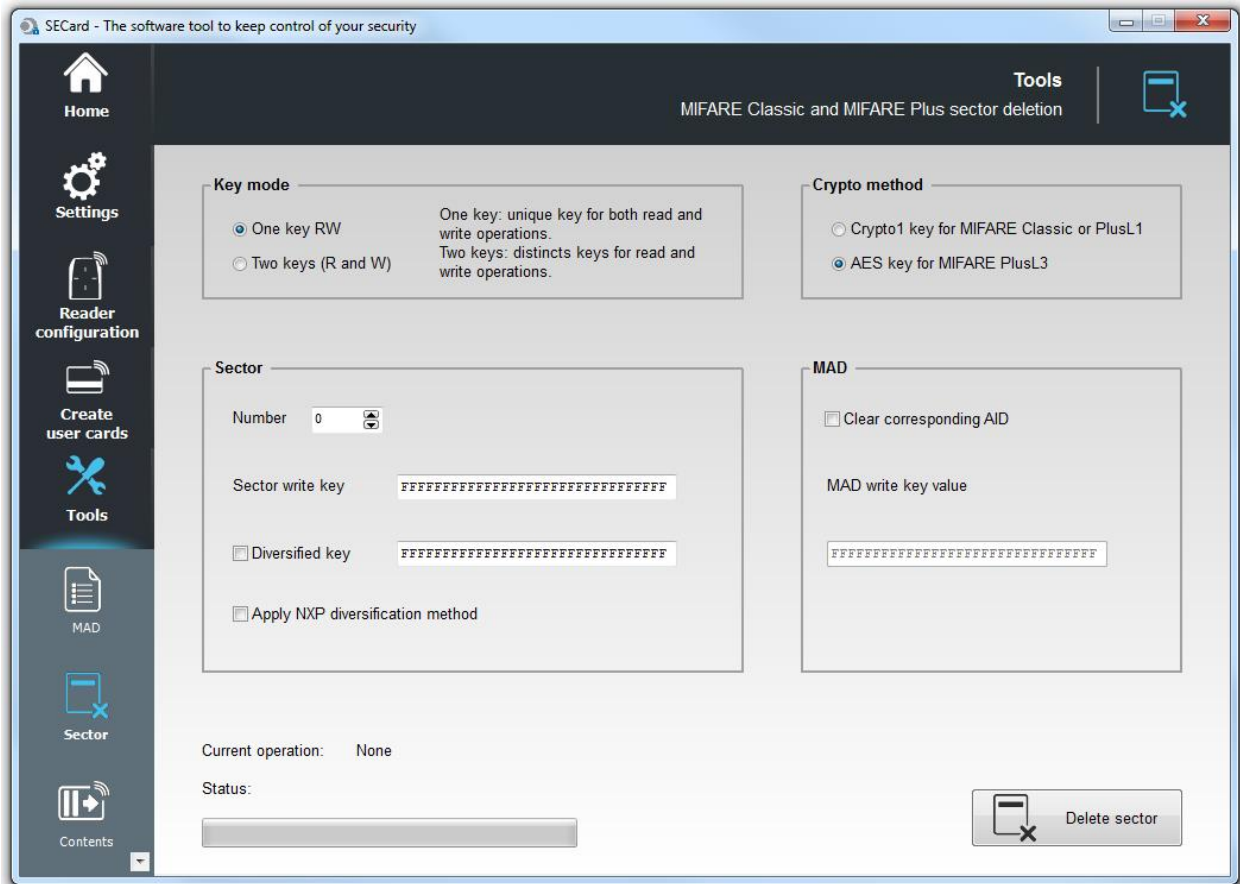 SECard - The software tool to keep control of your security
Home
Settings
Reader
configuration
Create
user cards
Tools
MAD
Sector
Contents
Tools
MIFARE Classic and MIFARE Plus sector deletion
Key mode
One key RW
Two keys (R and W)
One key: unique key for both read and
write operations.
Two keys: distincts keys for read and
write operations.
Crypto method
Crypto1 key for MIFARE Classic or PlusL1
AES key for MIFARE PlusL3
Sector
Number 0
Sector write key FFFFFFFFFFFFFFFFFFFFFFFFFFFFFFFF
Diversified key FFFFFFFFFFFFFFFFFFFFFFFFFFFFFFFF
Apply NXP diversification method
MAD
Clear corresponding AID
MAD write key value
FFFFFFFFFFFFFFFFFFFFFFFFFFFFFFFF
Current operation: None
Status:
Delete sector